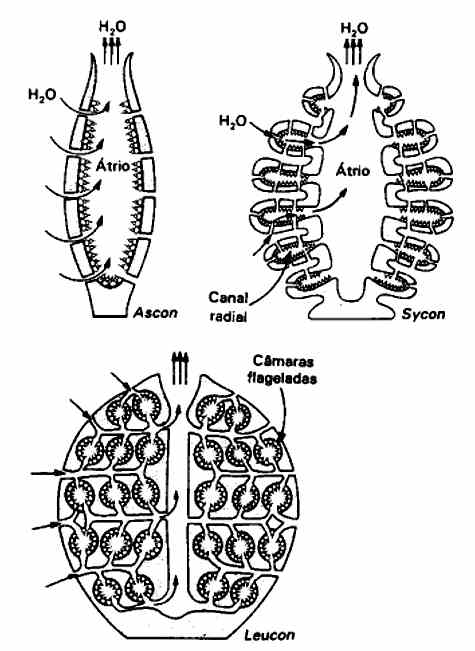 H₂O
H₂O
Átrio
Ascon
H₂O
H₂O
Átrio
Canal
radial
Sycon
Câmaras
flageladas
Leucon